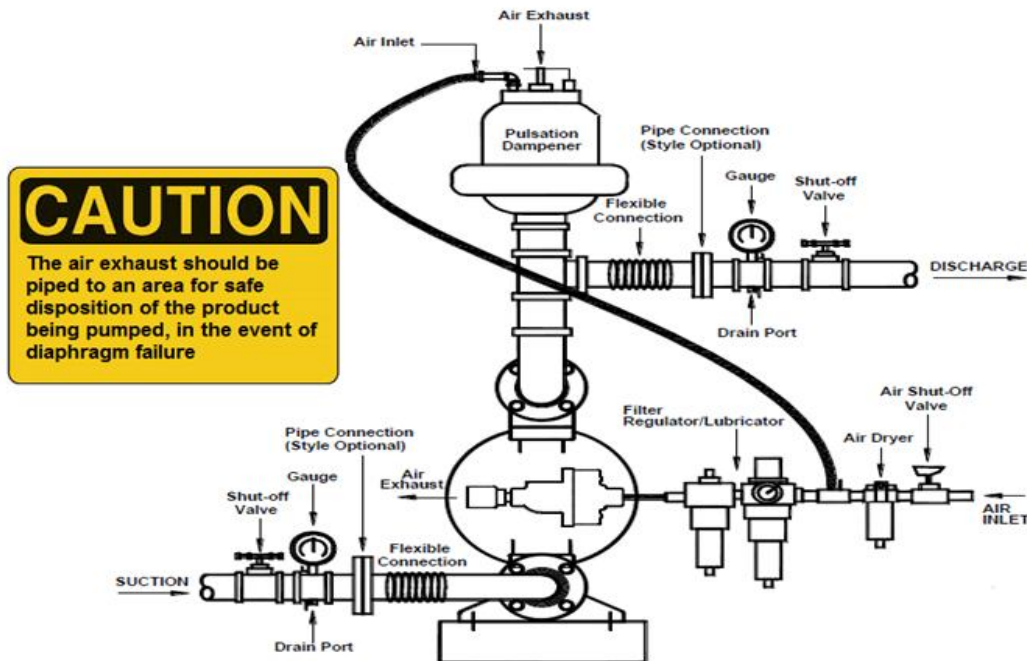 Air Exhaust
Air Inlet
Pulsation
Dampener
Pipe Connection
(Style Optional)
Gauge
Shut-off
Valve
Flexible
Connection
DISCHARGE
Drain Port
CAUTION
The air exhaust should be
piped to an area for safe
disposition of the product
being pumped, in the event of
diaphragm failure
Filter
Regulator/Lubricator
Air Shut-Off
Valve
Air Dryer
AIR
INLET
Pipe Connection
(Style Optional)
Air
Exhaust
Gauge
Shut-off
Valve
Flexible
Connection
SUCTION
Drain Port